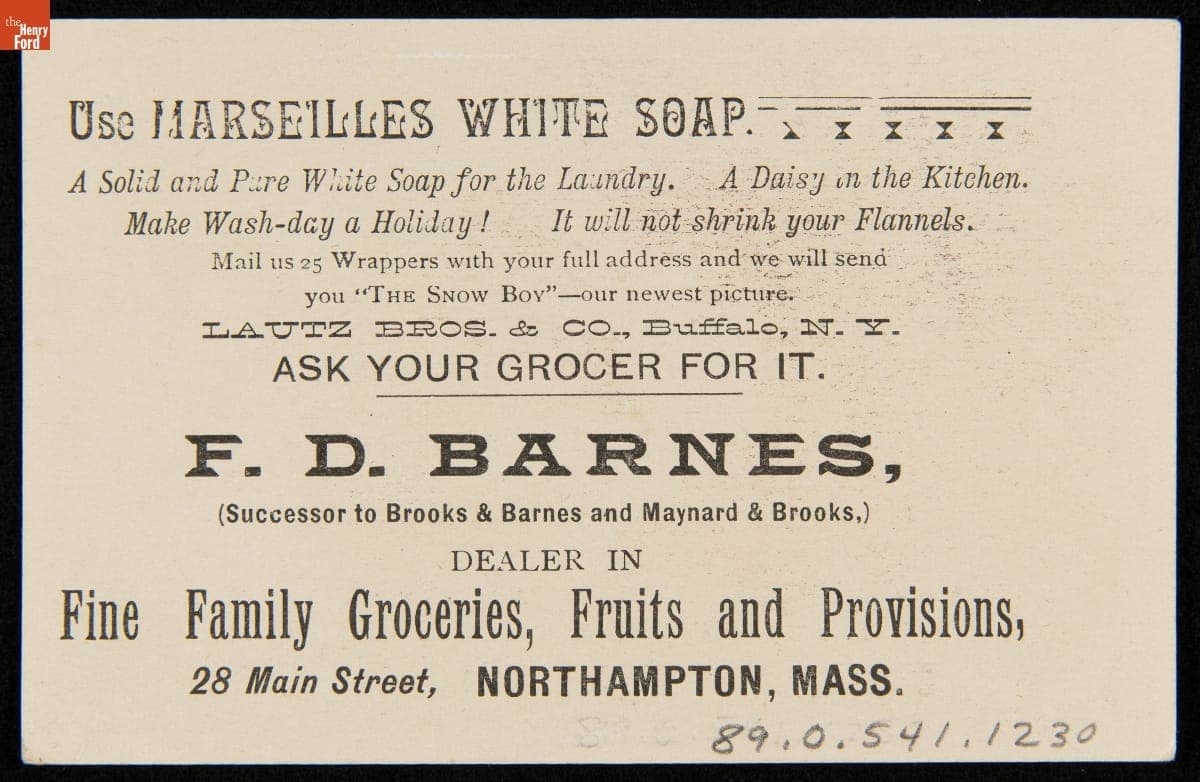 the
Henry
Ford
Use MARSEILLES WHITE SOAP.
A Solid and Pure White Soap for the Laundry. A Daisy in the Kitchen.
Make Wash-day a Holiday! It will not shrink your Flannels.
Mail us 25 Wrappers with your full address and we will send
you "THE SNOW BOY"—our newest picture.
LAUTZ BROS. & CO., Buffalo, N. Y.
ASK YOUR GROCER FOR IT.
F. D. BARNES,
(Successor to Brooks & Barnes and Maynard & Brooks,)
DEALER IN
Fine Family Groceries, Fruits and Provisions,
28 Main Street, NORTHAMPTON, MASS.
89.0.541.1230